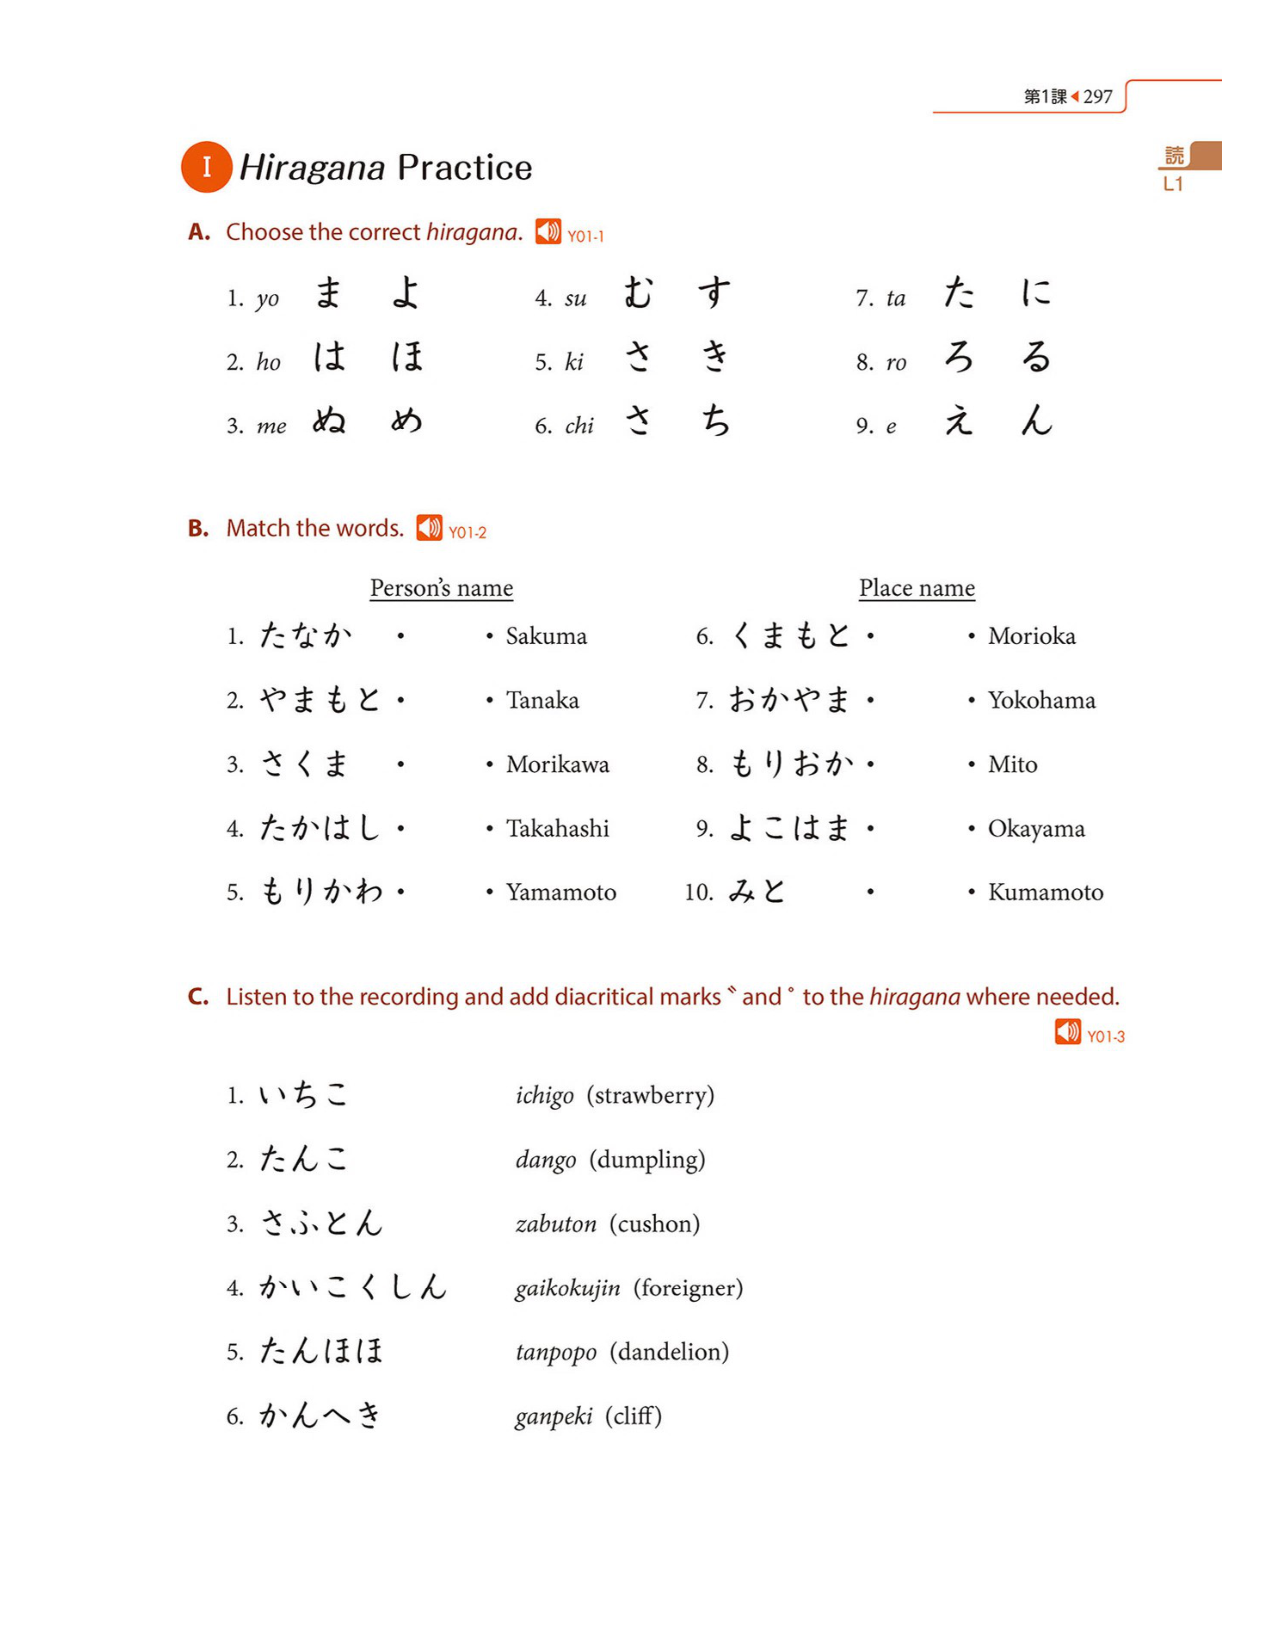 第1課 ◀ 297
読
L1
I Hiragana Practice
A. Choose the correct hiragana. Y01-1
1. yo ま よ 4. su む す 7. ta た に
2. ho は ほ 5. ki さ き 8. ro ろ る
3. me ぬ め 6. chi さ ち 9. e え ん
B. Match the words. Y01-2
Person's name Place name
1. たなか • • Sakuma 6. くまもと • • Morioka
2. やまもと • • Tanaka 7. おかやま • • Yokohama
3. さくま • • Morikawa 8. もりおか • • Mito
4. たかはし • • Takahashi 9. よこはま • • Okayama
5. もりかわ • • Yamamoto 10. みと • • Kumamoto
C. Listen to the recording and add diacritical marks ゛ and ゜ to the hiragana where needed.
Y01-3
1. いちこ ichigo (strawberry)
2. たんこ dango (dumpling)
3. さふとん zabuton (cushon)
4. かいこくしん gaikokujin (foreigner)
5. たんほほ tanpopo (dandelion)
6. かんへき ganpeki (cliff)